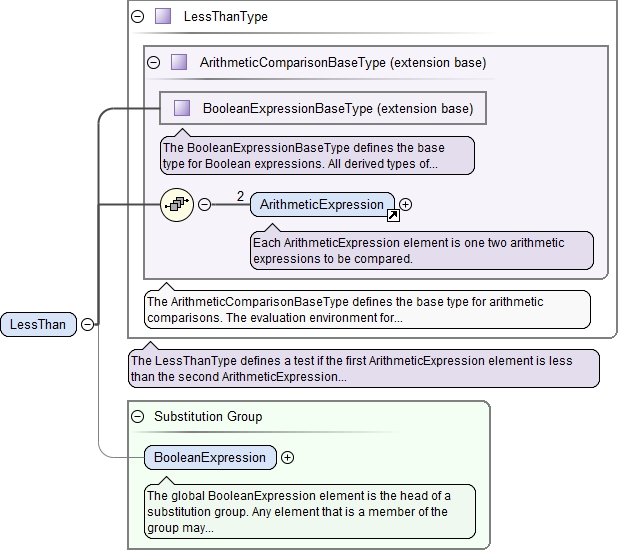 LessThanType
ArithmeticComparisonBaseType (extension base)
BooleanExpressionBaseType (extension base)
The BooleanExpressionBaseType defines the base
type for Boolean expressions. All derived types of...
2
ArithmeticExpression
Each ArithmeticExpression element is one two arithmetic
expressions to be compared.
The ArithmeticComparisonBaseType defines the base type for arithmetic
comparisons. The evaluation environment for...
LessThan
The LessThanType defines a test if the first ArithmeticExpression element is less
than the second ArithmeticExpression...
Substitution Group
BooleanExpression
The global BooleanExpression element is the head of a
substitution group. Any element that is a member of the
group may...